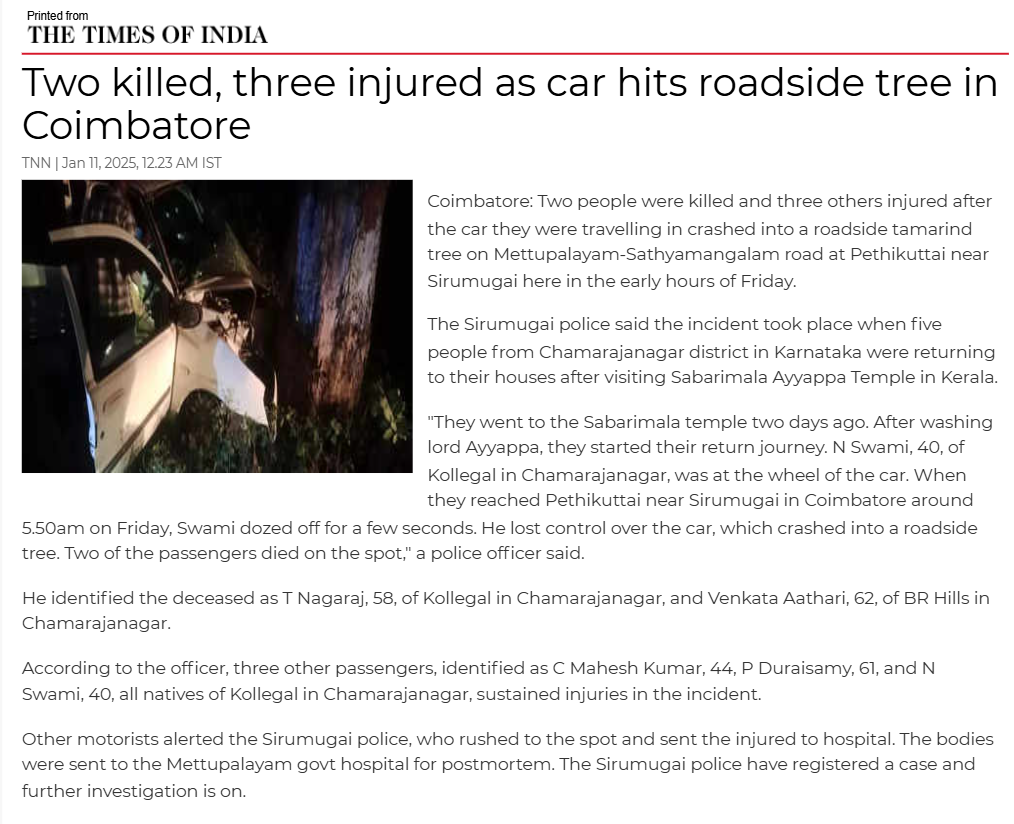 Printed from
THE TIMES OF INDIA
Two killed, three injured as car hits roadside tree in
Coimbatore
TNN | Jan 11, 2025, 12.23 AM IST
Coimbatore: Two people were killed and three others injured after
the car they were travelling in crashed into a roadside tamarind
tree on Mettupalayam-Sathyamangalam road at Pethikuttai near
Sirumugai here in the early hours of Friday.
The Sirumugai police said the incident took place when five
people from Chamarajanagar district in Karnataka were returning
to their houses after visiting Sabarimala Ayyappa Temple in Kerala.
"They went to the Sabarimala temple two days ago. After washing
lord Ayyappa, they started their return journey. N Swami, 40, of
Kollegal in Chamarajanagar, was at the wheel of the car. When
they reached Pethikuttai near Sirumugai in Coimbatore around
5.50am on Friday, Swami dozed off for a few seconds. He lost control over the car, which crashed into a roadside
tree. Two of the passengers died on the spot," a police officer said.
He identified the deceased as T Nagaraj, 58, of Kollegal in Chamarajanagar, and Venkata Aathari, 62, of BR Hills in
Chamarajanagar.
According to the officer, three other passengers, identified as C Mahesh Kumar, 44, P Duraisamy, 61, and N
Swami, 40, all natives of Kollegal in Chamarajanagar, sustained injuries in the incident.
Other motorists alerted the Sirumugai police, who rushed to the spot and sent the injured to hospital. The bodies
were sent to the Mettupalayam govt hospital for postmortem. The Sirumugai police have registered a case and
further investigation is on.